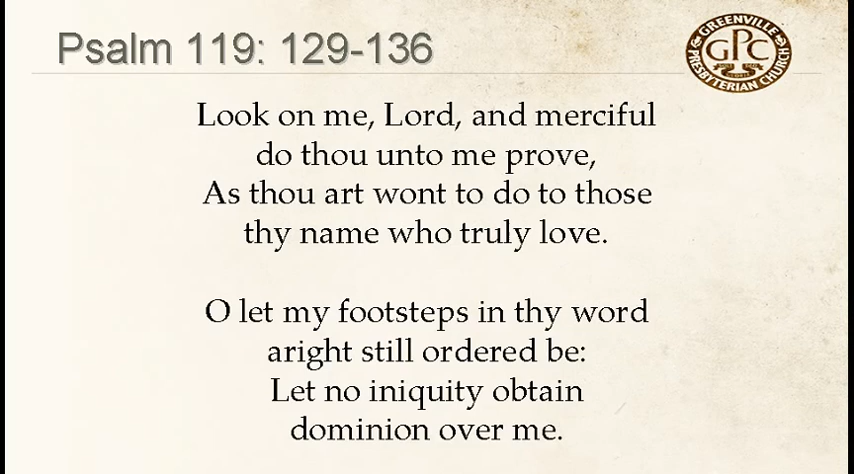 Psalm 119: 129-136
GREENVILLE
GPC
PRESBYTERIAN CHURCH
Look on me, Lord, and merciful
do thou unto me prove,
As thou art wont to do to those
thy name who truly love.
O let my footsteps in thy word
aright still ordered be:
Let no iniquity obtain
dominion over me.